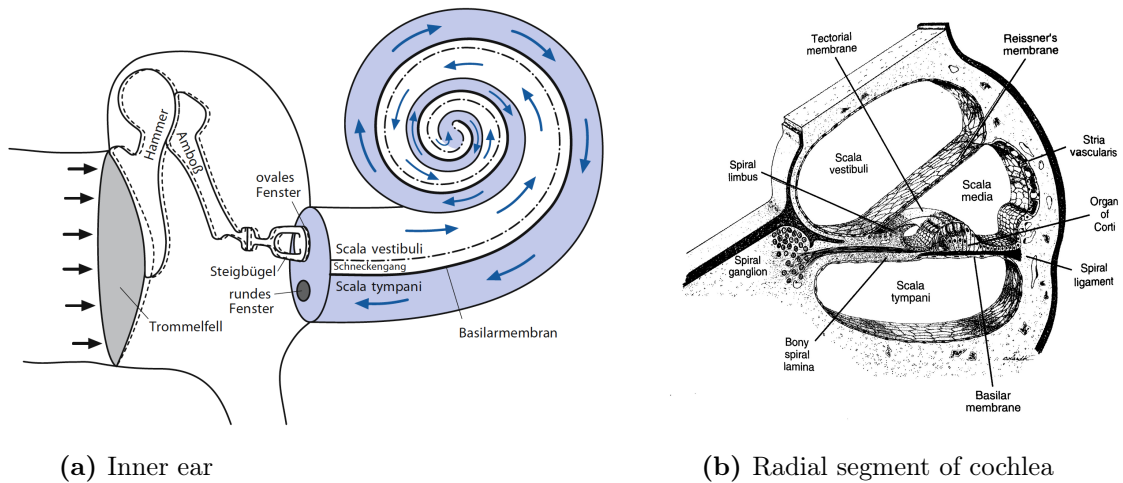 Hammer
Amboß
ovales
Fenster
Steigbügel
rundes
Fenster
Trommelfell
Scala vestibuli
Schneckengang
Scala tympani
Basilarmembran
(a) Inner ear
Tectorial
membrane
Reissner's
membrane
Scala
vestibuli
Stria
vascularis
Spiral
limbus
Scala
media
Organ
of
Corti
Spiral
ganglion
Spiral
ligament
Scala
tympani
Bony
spiral
lamina
Basilar
membrane
(b) Radial segment of cochlea